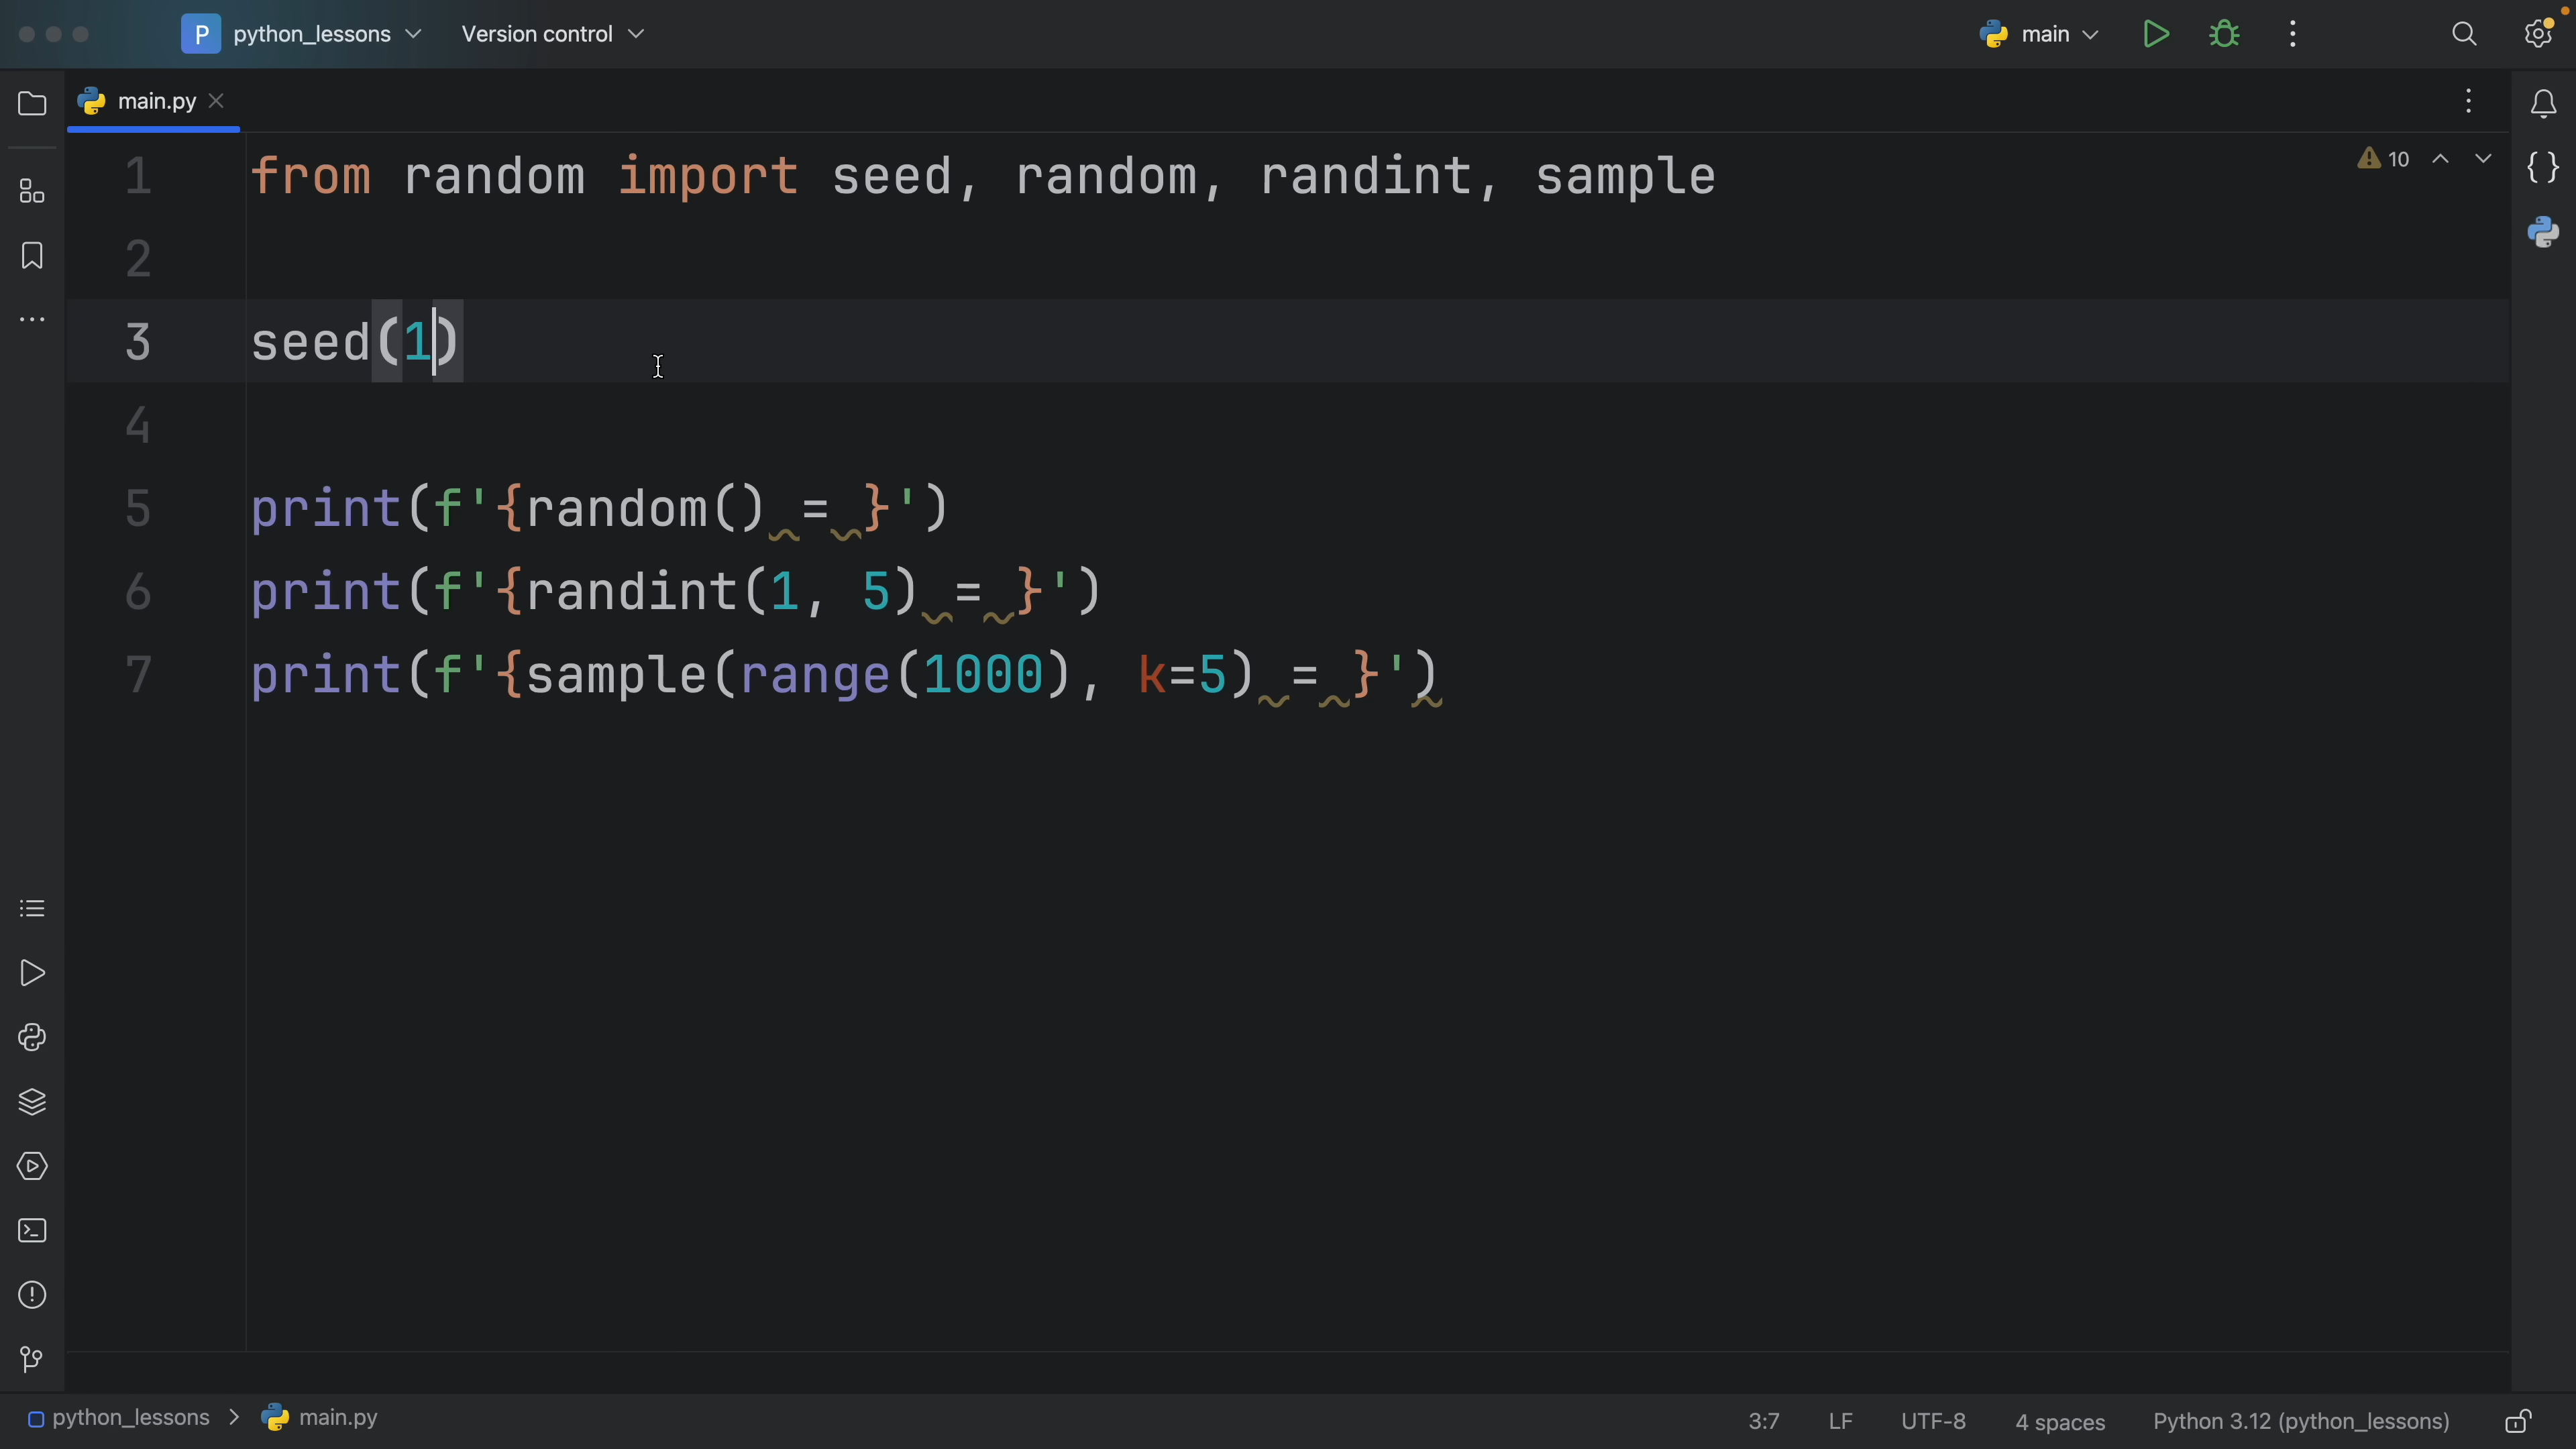 P python_lessons Version control main
main.py
10
1 from random import seed, random, randint, sample
2
3 seed(1)
4
5 print(f'{random() = }')
6 print(f'{randint(1, 5) = }')
7 print(f'{sample(range(1000), k=5) = }')
python_lessons > main.py 3:7 LF UTF-8 4 spaces Python 3.12 (python_lessons)